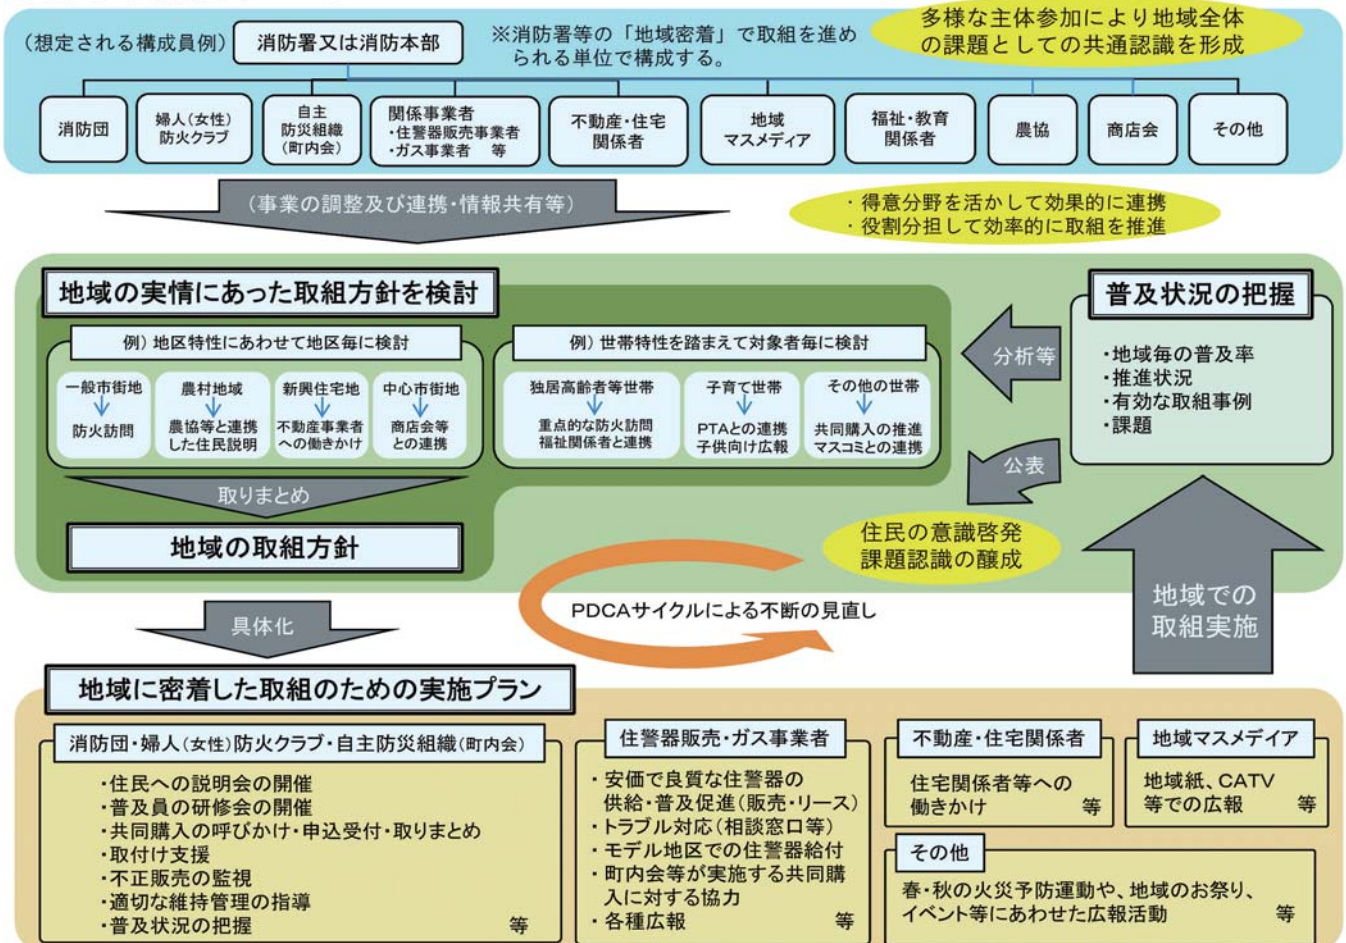 多様な主体参加により地域全体
の課題としての共通認識を形成
（想定される構成員例）
消防署又は消防本部
※消防署等の「地域密着」で取組を進め
られる単位で構成する。
消防団
婦人（女性）
防火クラブ
自主
防災組織
（町内会）
関係事業者
・住警器販売事業者
・ガス事業者　等
不動産・住宅
関係者
地域
マスメディア
福祉・教育
関係者
農協
商店会
その他
（事業の調整及び連携・情報共有等）
・得意分野を活かして効果的に連携
・役割分担して効率的に取組を推進
地域の実情にあった取組方針を検討
例）地区特性にあわせて地区毎に検討
一般市街地
防火訪問
農村地域
農協等と連携
した住民説明
新興住宅地
不動産事業者
への働きかけ
中心市街地
商店会等
との連携
例）世帯特性を踏まえて対象者毎に検討
独居高齢者等世帯
重点的な防火訪問
福祉関係者と連携
子育て世帯
PTAとの連携
子供向け広報
その他の世帯
共同購入の推進
マスコミとの連携
分析等
普及状況の把握
・地域毎の普及率
・推進状況
・有効な取組事例
・課題
公表
住民の意識啓発
課題認識の醸成
取りまとめ
地域の取組方針
PDCAサイクルによる不断の見直し
地域での
取組実施
具体化
地域に密着した取組のための実施プラン
消防団・婦人（女性）防火クラブ・自主防災組織（町内会）
・住民への説明会の開催
・普及員の研修会の開催
・共同購入の呼びかけ・申込受付・取りまとめ
・取付け支援
・不正販売の監視
・適切な維持管理の指導
・普及状況の把握　等
住警器販売・ガス事業者
・安価で良質な住警器の
供給・普及促進（販売・リース）
・トラブル対応（相談窓口等）
・モデル地区での住警器給付
・町内会等が実施する共同購
入に対する協力
・各種広報　等
不動産・住宅関係者
住宅関係者等への
働きかけ　等
地域マスメデイア
地域紙、CATV
等での広報　等
その他
春・秋の火災予防運動や、地域のお祭り、
イベント等にあわせた広報活動　等